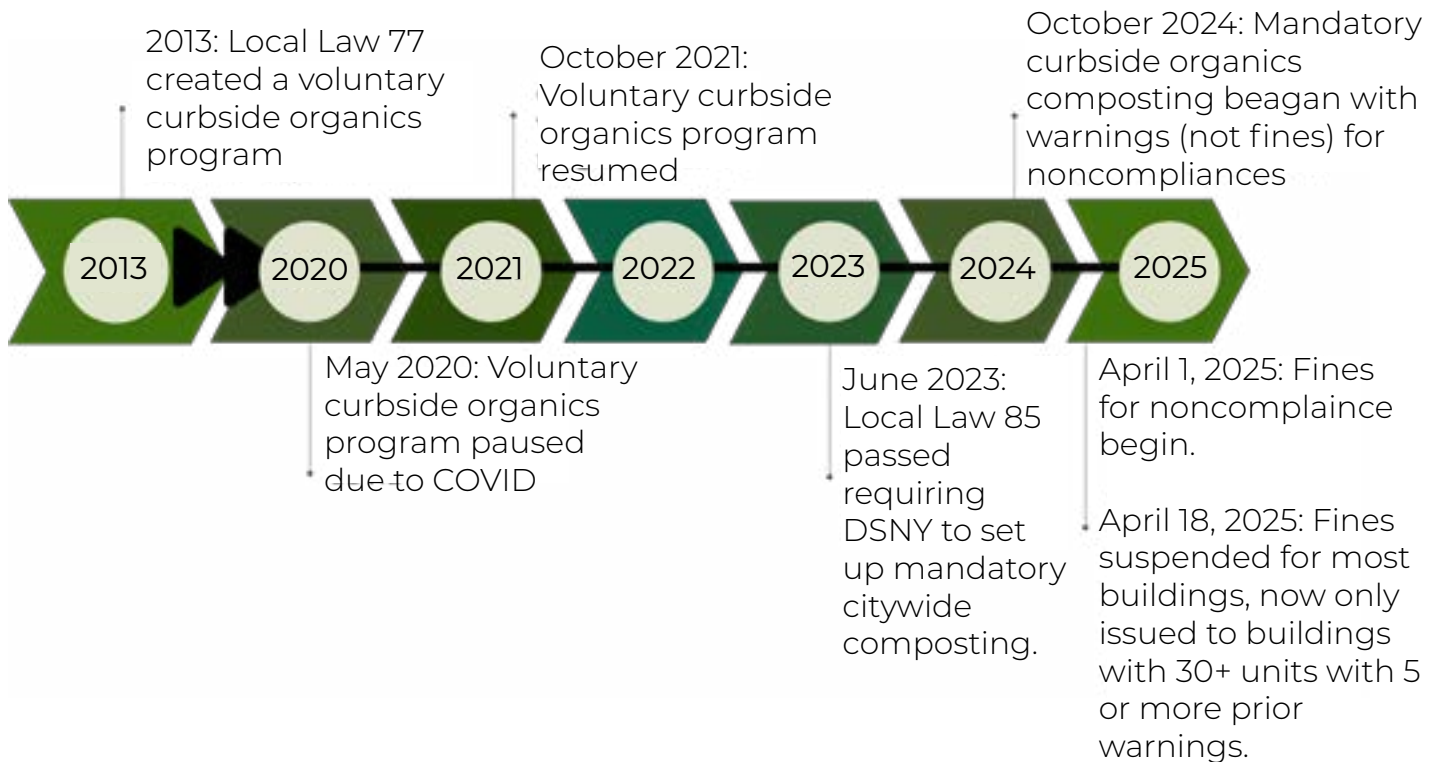 2013: Local Law 77
created a voluntary
curbside organics
program
October 2021:
Voluntary curbside
organics program
resumed
October 2024: Mandatory
curbside organics
composting beagan with
warnings (not fines) for
noncompliances
2013
2020
2021
2022
2023
2024
2025
May 2020: Voluntary
curbside organics
program paused
due to COVID
June 2023:
Local Law 85
passed
requiring
DSNY to set
up mandatory
citywide
composting.
April 1, 2025: Fines
for noncomplaince
begin.
April 18, 2025: Fines
suspended for most
buildings, now only
issued to buildings
with 30+ units with 5
or more prior
warnings.